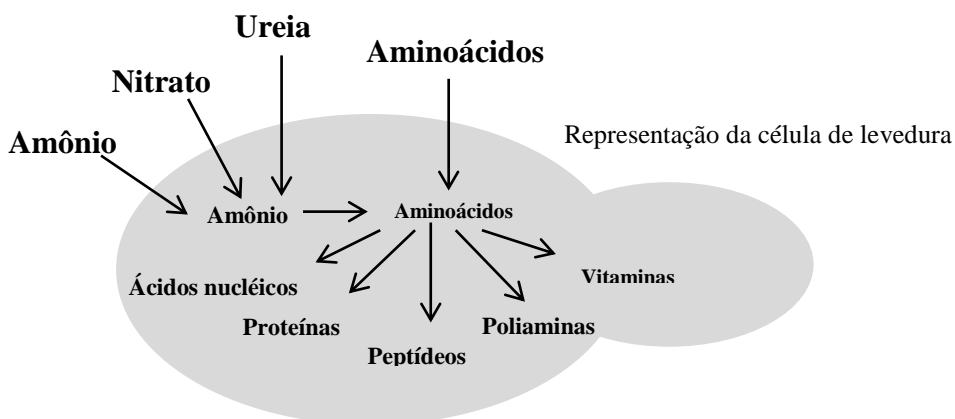 Ureia
Aminoácidos
Nitrato
Representação da célula de levedura
Amônio
Amônio
Aminoácidos
Vitaminas
Ácidos nucléicos
Proteínas
Poliaminas
Peptídeos